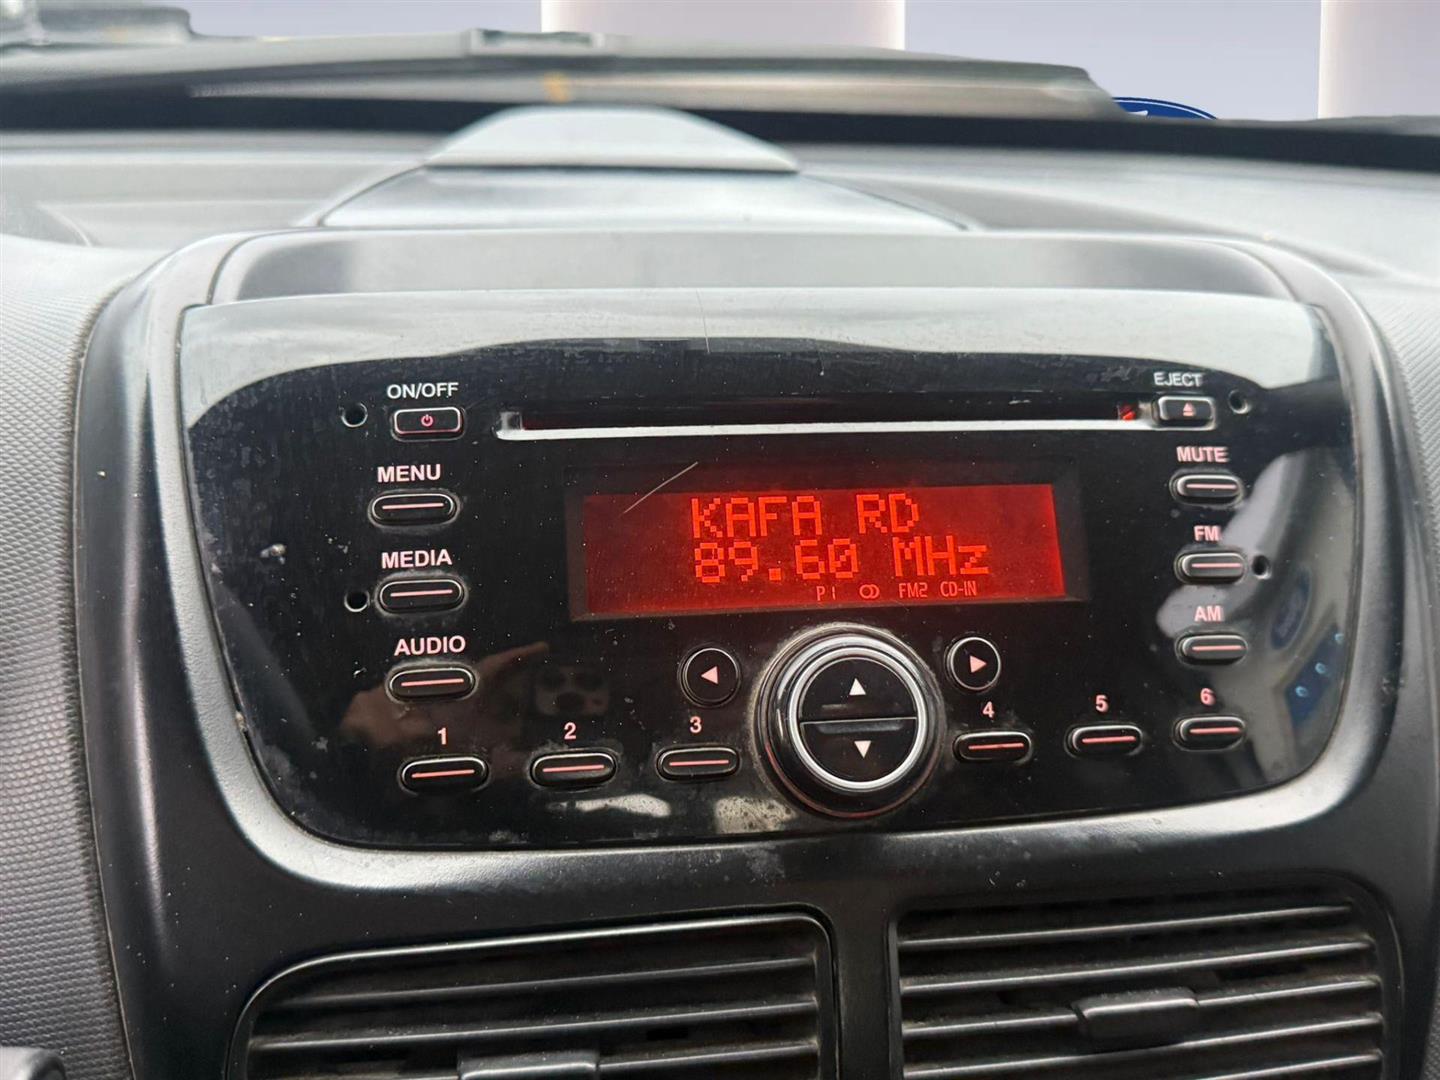 ON/OFF
EJECT
MENU
MUTE
KAFA RD
89.60 MHz
P1 FM2 CD-IN
MEDIA
FM
AUDIO
AM
1
2
3
4
5
6